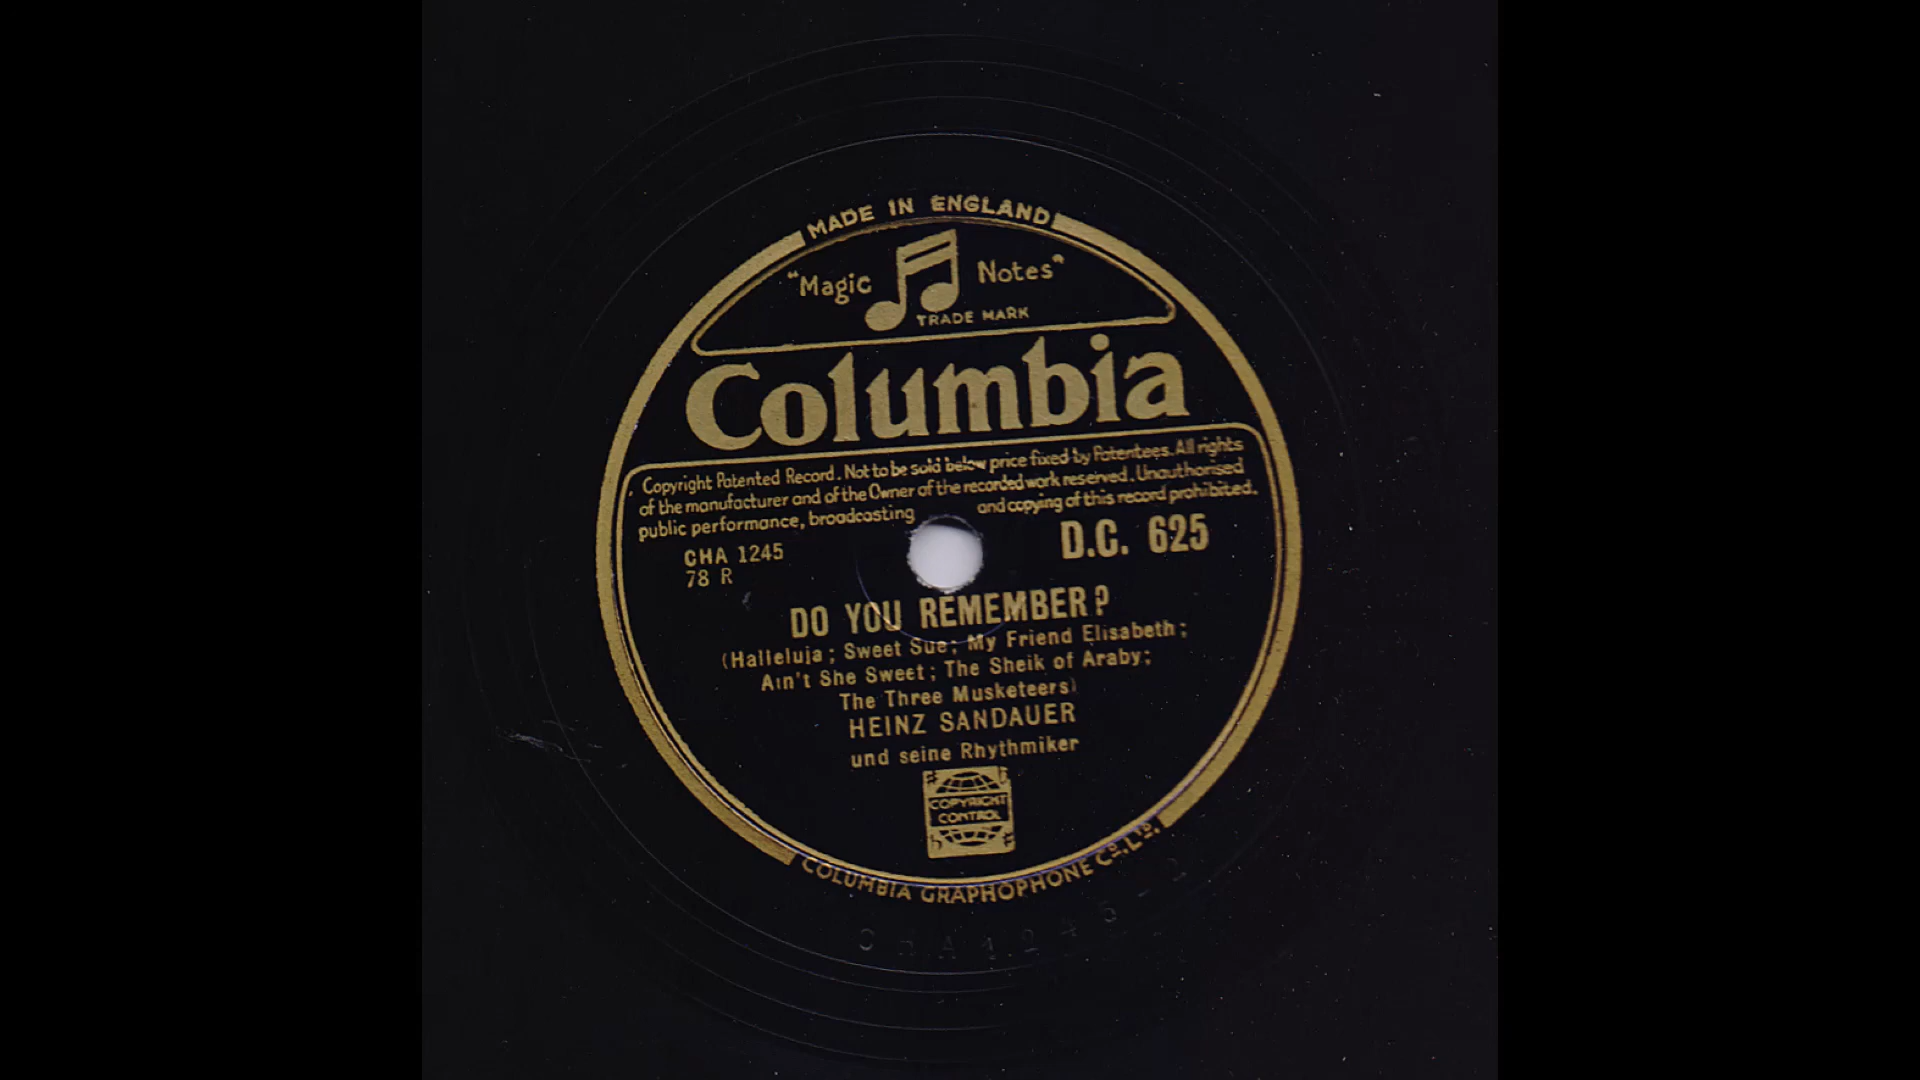 MADE IN ENGLAND
"Magic Notes"
TRADE MARK
Columbia
Copyright Patented Record. Not to be sold below price fixed by Patentees. All rights
of the manufacturer and of the Owner of the recorded work reserved. Unauthorised
public performance, broadcasting and copying of this record prohibited.
CHA 1245
D.C. 625
78 R
DO YOU REMEMBER?
(Halleluja; Sweet Sue; My Friend Elisabeth;
Ain't She Sweet; The Sheik of Araby;
The Three Musketeers)
HEINZ SANDAUER
und seine Rhythmiker
COPYRIGHT
CONTROL
COLUMBIA GRAPHOPHONE CO. LTD.